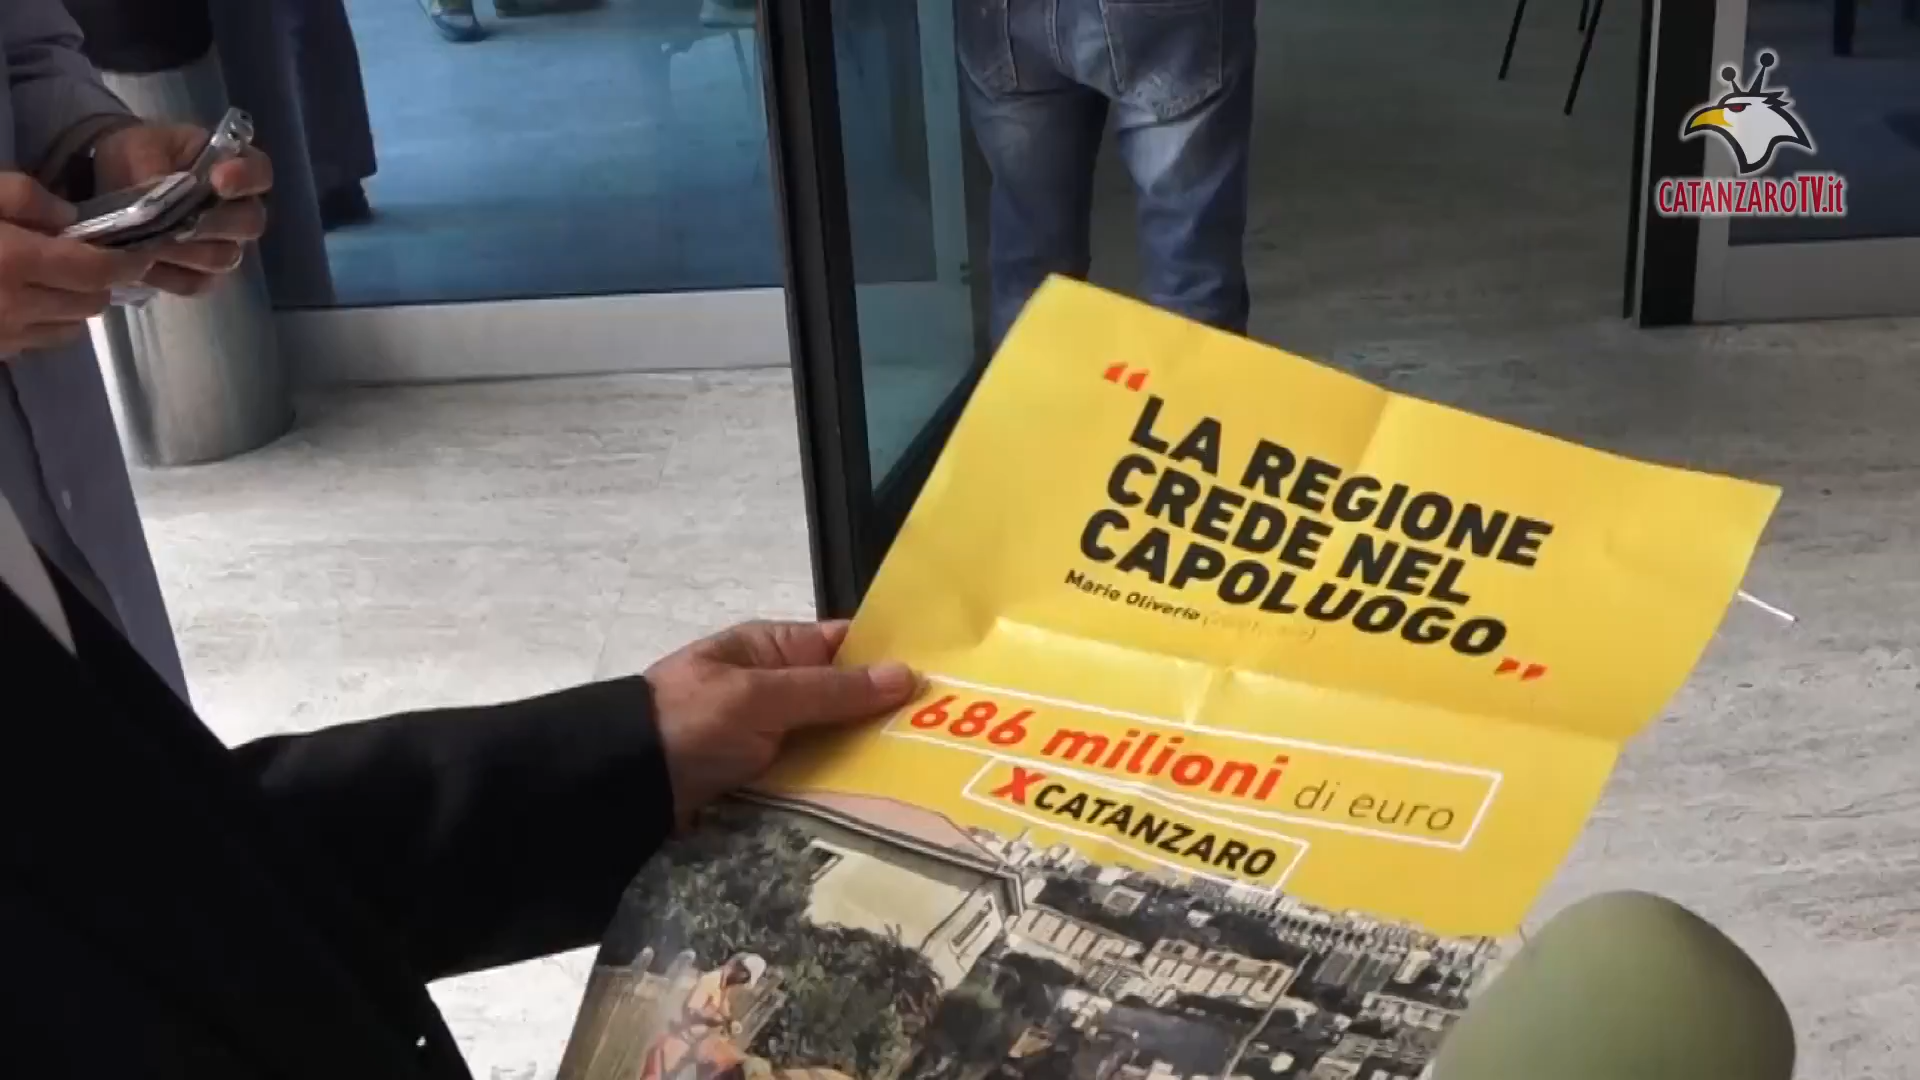 CATANZAROTV.it
“LA REGIONE
CREDE NEL
CAPOLUOGO”
Mario Oliverio
686 milioni di euro
XCATANZARO